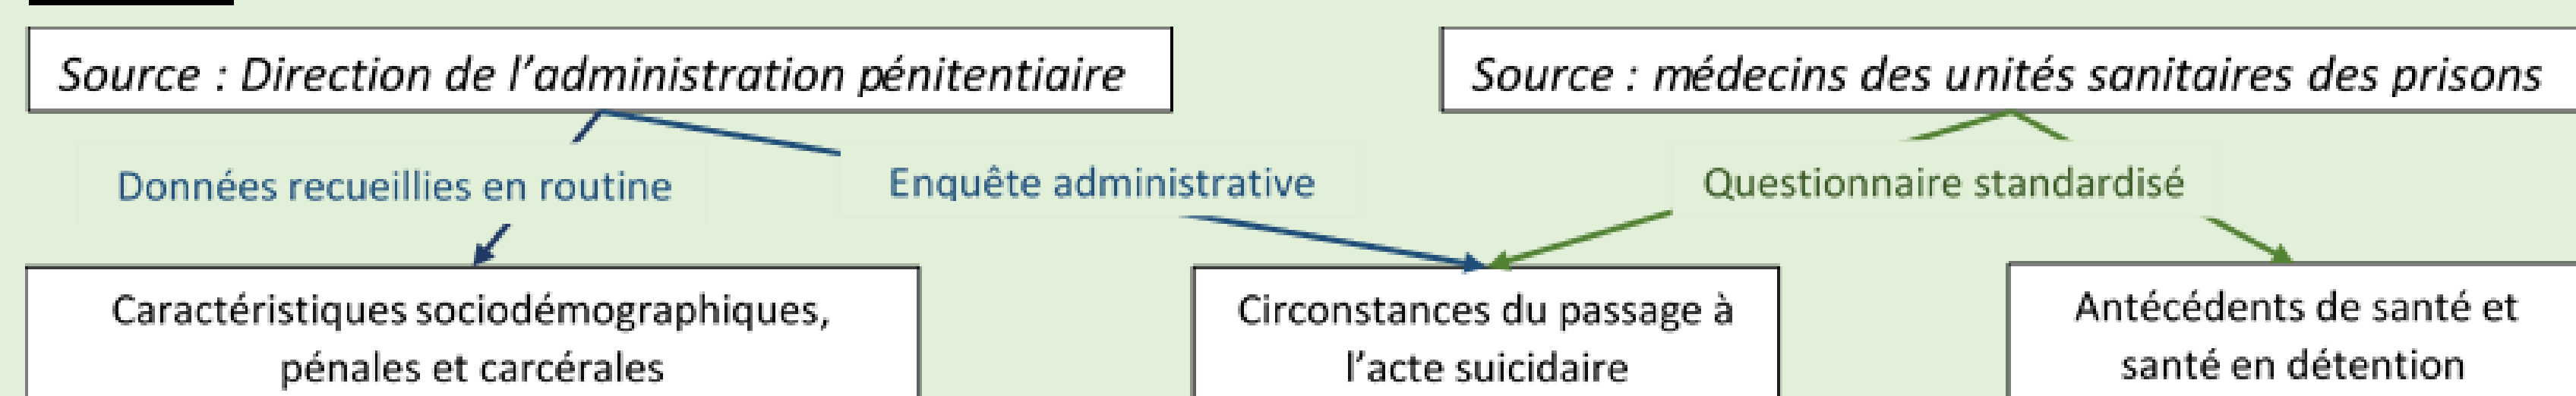 Source : Direction de l’administration pénitentiaire
Source : médecins des unités sanitaires des prisons
Données recueillies en routine
Enquête administrative
Questionnaire standardisé
Caractéristiques sociodémographiques,
pénales et carcérales
Circonstances du passage à
l’acte suicidaire
Antécédents de santé et
santé en détention